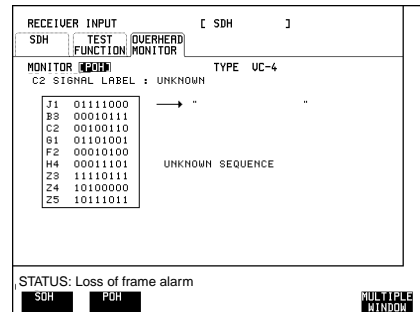 RECEIVER INPUT [ SDH ]
SDH TEST FUNCTION OVERHEAD MONITOR
MONITOR [POH] TYPE VC-4
C2 SIGNAL LABEL : UNKNOWN
J1 01111000 → " "
B3 00010111
C2 00100110
G1 01101001
F2 00010100
H4 00011101 UNKNOWN SEQUENCE
Z3 11110111
Z4 10100000
Z5 10111011
STATUS: Loss of frame alarm
SOH POH MULTIPLE WINDOW